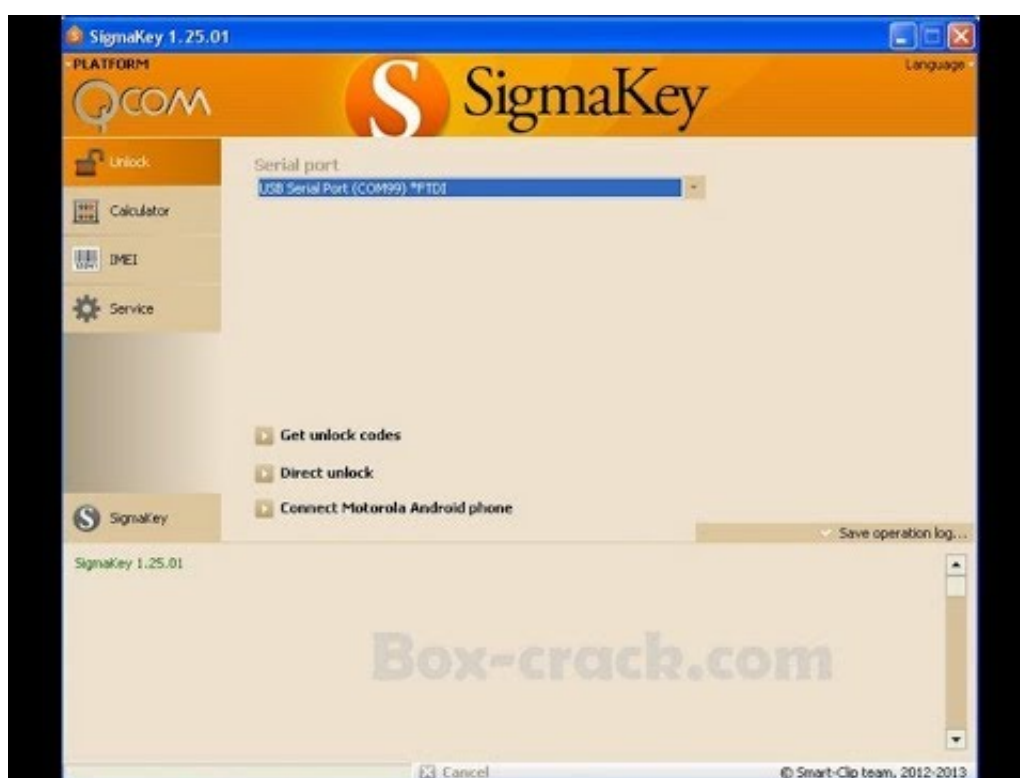 SigmaKey 1.25.01
PLATFORM
Language
QCOM
S SigmaKey
Unlock
Serial port
USB Serial Port (COM99) *FTDI
Calculator
IMEI
Service
Get unlock codes
Direct unlock
Connect Motorola Android phone
S SigmaKey
Save operation log...
SigmaKey 1.25.01
Box-crack.com
Cancel
© Smart-Clip team, 2012-2013